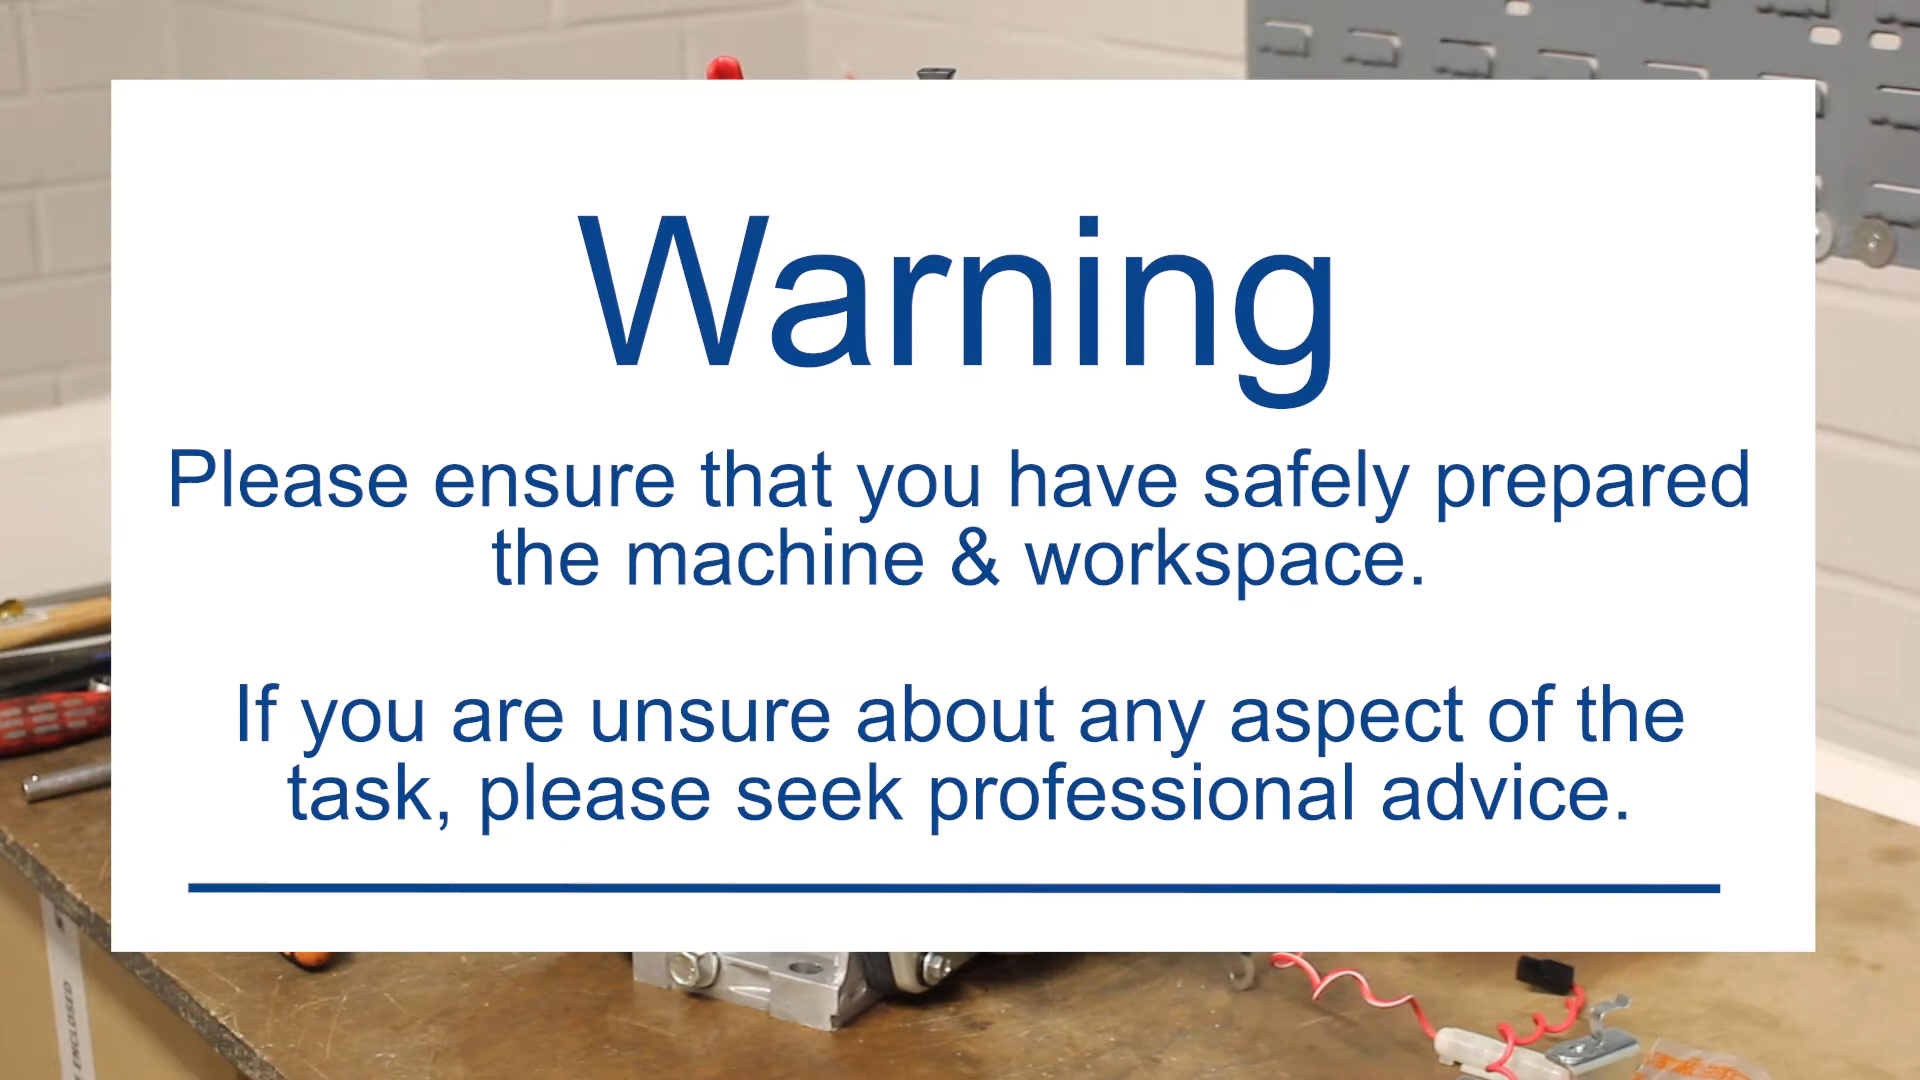 Warning
Please ensure that you have safely prepared
the machine & workspace.
If you are unsure about any aspect of the
task, please seek professional advice.
ENCLOSED